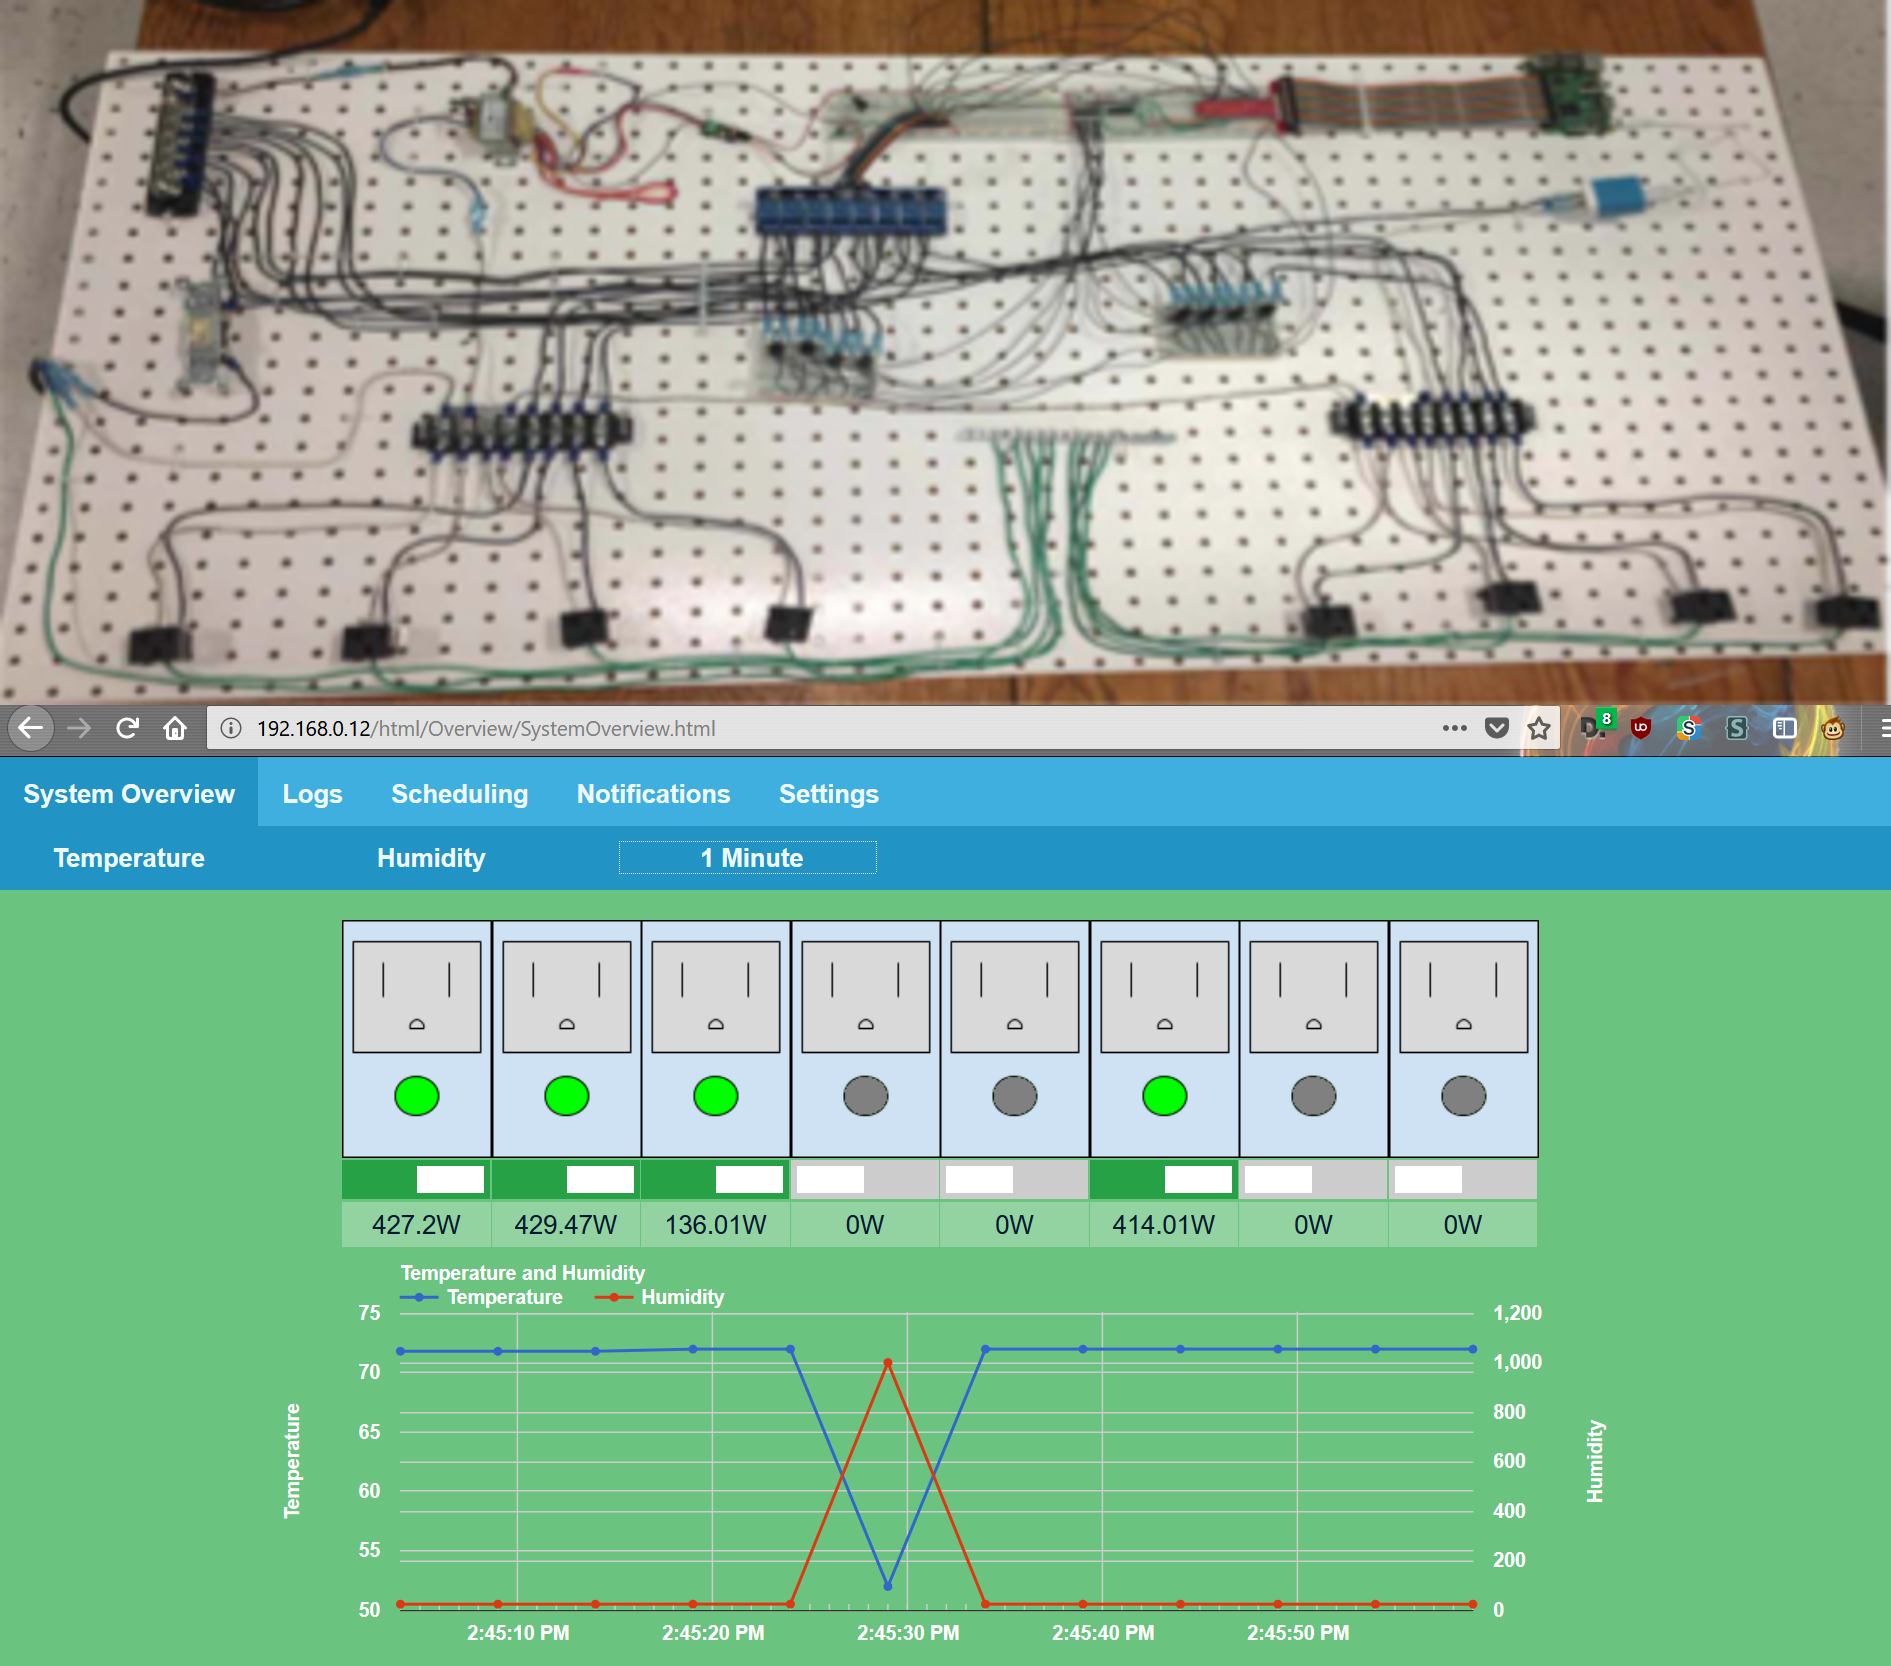 192.168.0.12/html/Overview/SystemOverview.html
8
System Overview Logs Scheduling Notifications Settings
Temperature Humidity 1 Minute
427.2W 429.47W 136.01W 0W 0W 414.01W 0W 0W
Temperature and Humidity
Temperature Humidity
75 1,200
1,000
70
800
65
600
60
400
55
200
50 0
Temperature
Humidity
2:45:10 PM 2:45:20 PM 2:45:30 PM 2:45:40 PM 2:45:50 PM